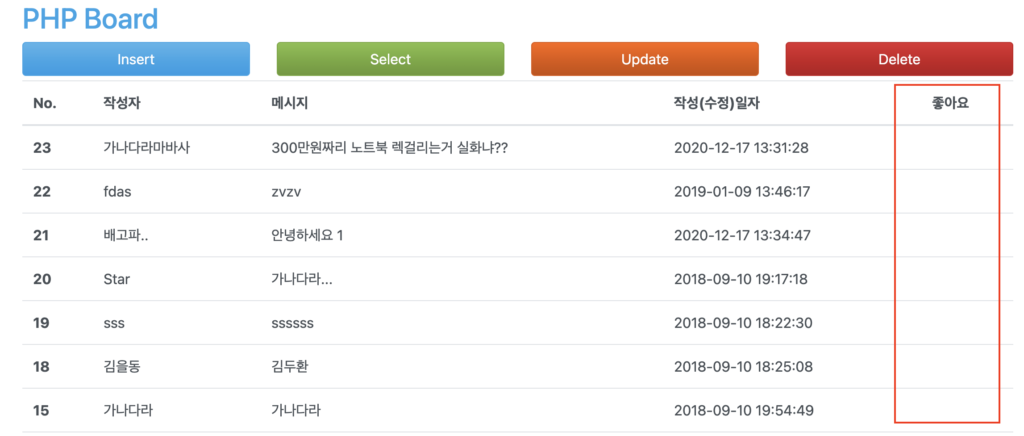 PHP Board
Insert Select Update Delete
No. 작성자 메시지 작성(수정)일자 좋아요
23 가나다라마바사 300만원짜리 노트북 렉걸리는거 실화냐?? 2020-12-17 13:31:28
22 fdas zvzv 2019-01-09 13:46:17
21 배고파.. 안녕하세요 1 2020-12-17 13:34:47
20 Star 가나다라... 2018-09-10 19:17:18
19 sss ssssss 2018-09-10 18:22:30
18 김을동 김두환 2018-09-10 18:25:08
15 가나다라 가나다라 2018-09-10 19:54:49